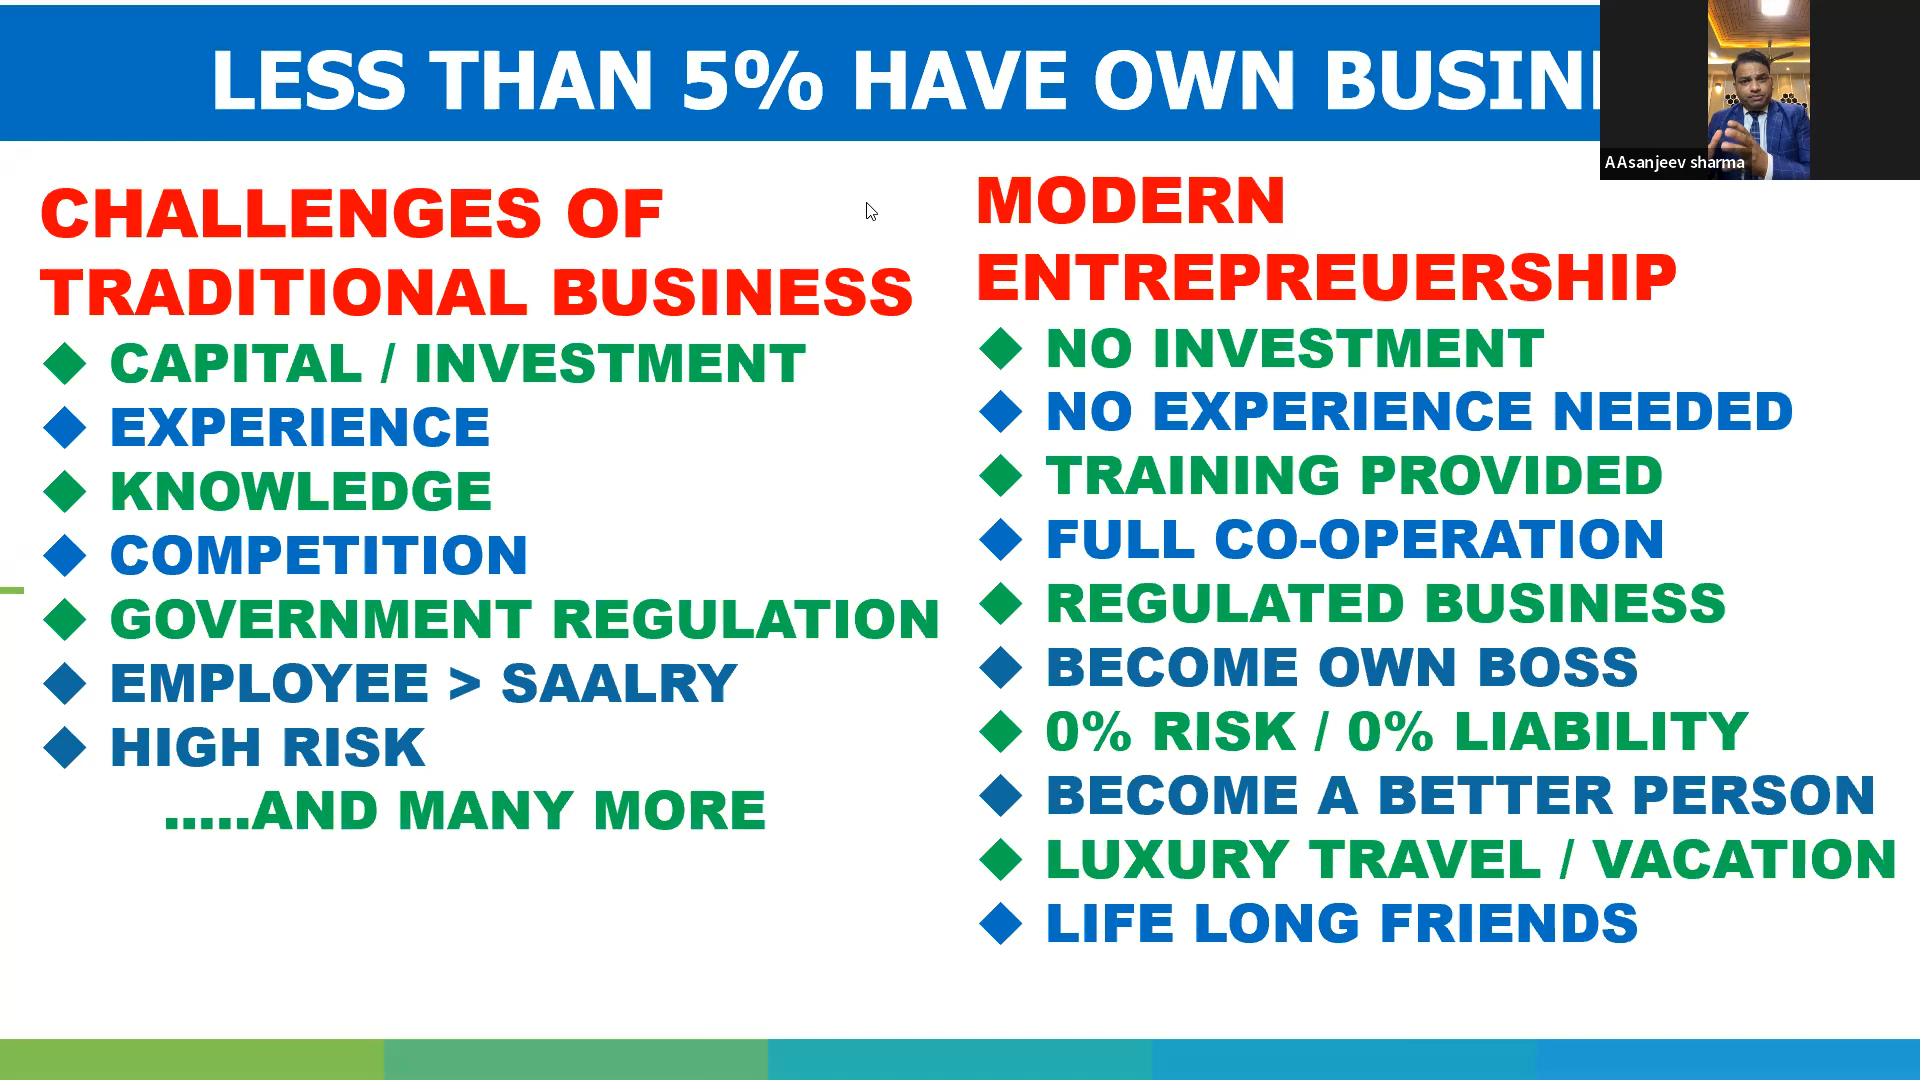 LESS THAN 5% HAVE OWN BUSIN
AAsanjeev sharma
CHALLENGES OF
TRADITIONAL BUSINESS
CAPITAL / INVESTMENT
EXPERIENCE
KNOWLEDGE
COMPETITION
GOVERNMENT REGULATION
EMPLOYEE > SAALRY
HIGH RISK
.....AND MANY MORE
MODERN
ENTREPREUERSHIP
NO INVESTMENT
NO EXPERIENCE NEEDED
TRAINING PROVIDED
FULL CO-OPERATION
REGULATED BUSINESS
BECOME OWN BOSS
0% RISK / 0% LIABILITY
BECOME A BETTER PERSON
LUXURY TRAVEL / VACATION
LIFE LONG FRIENDS